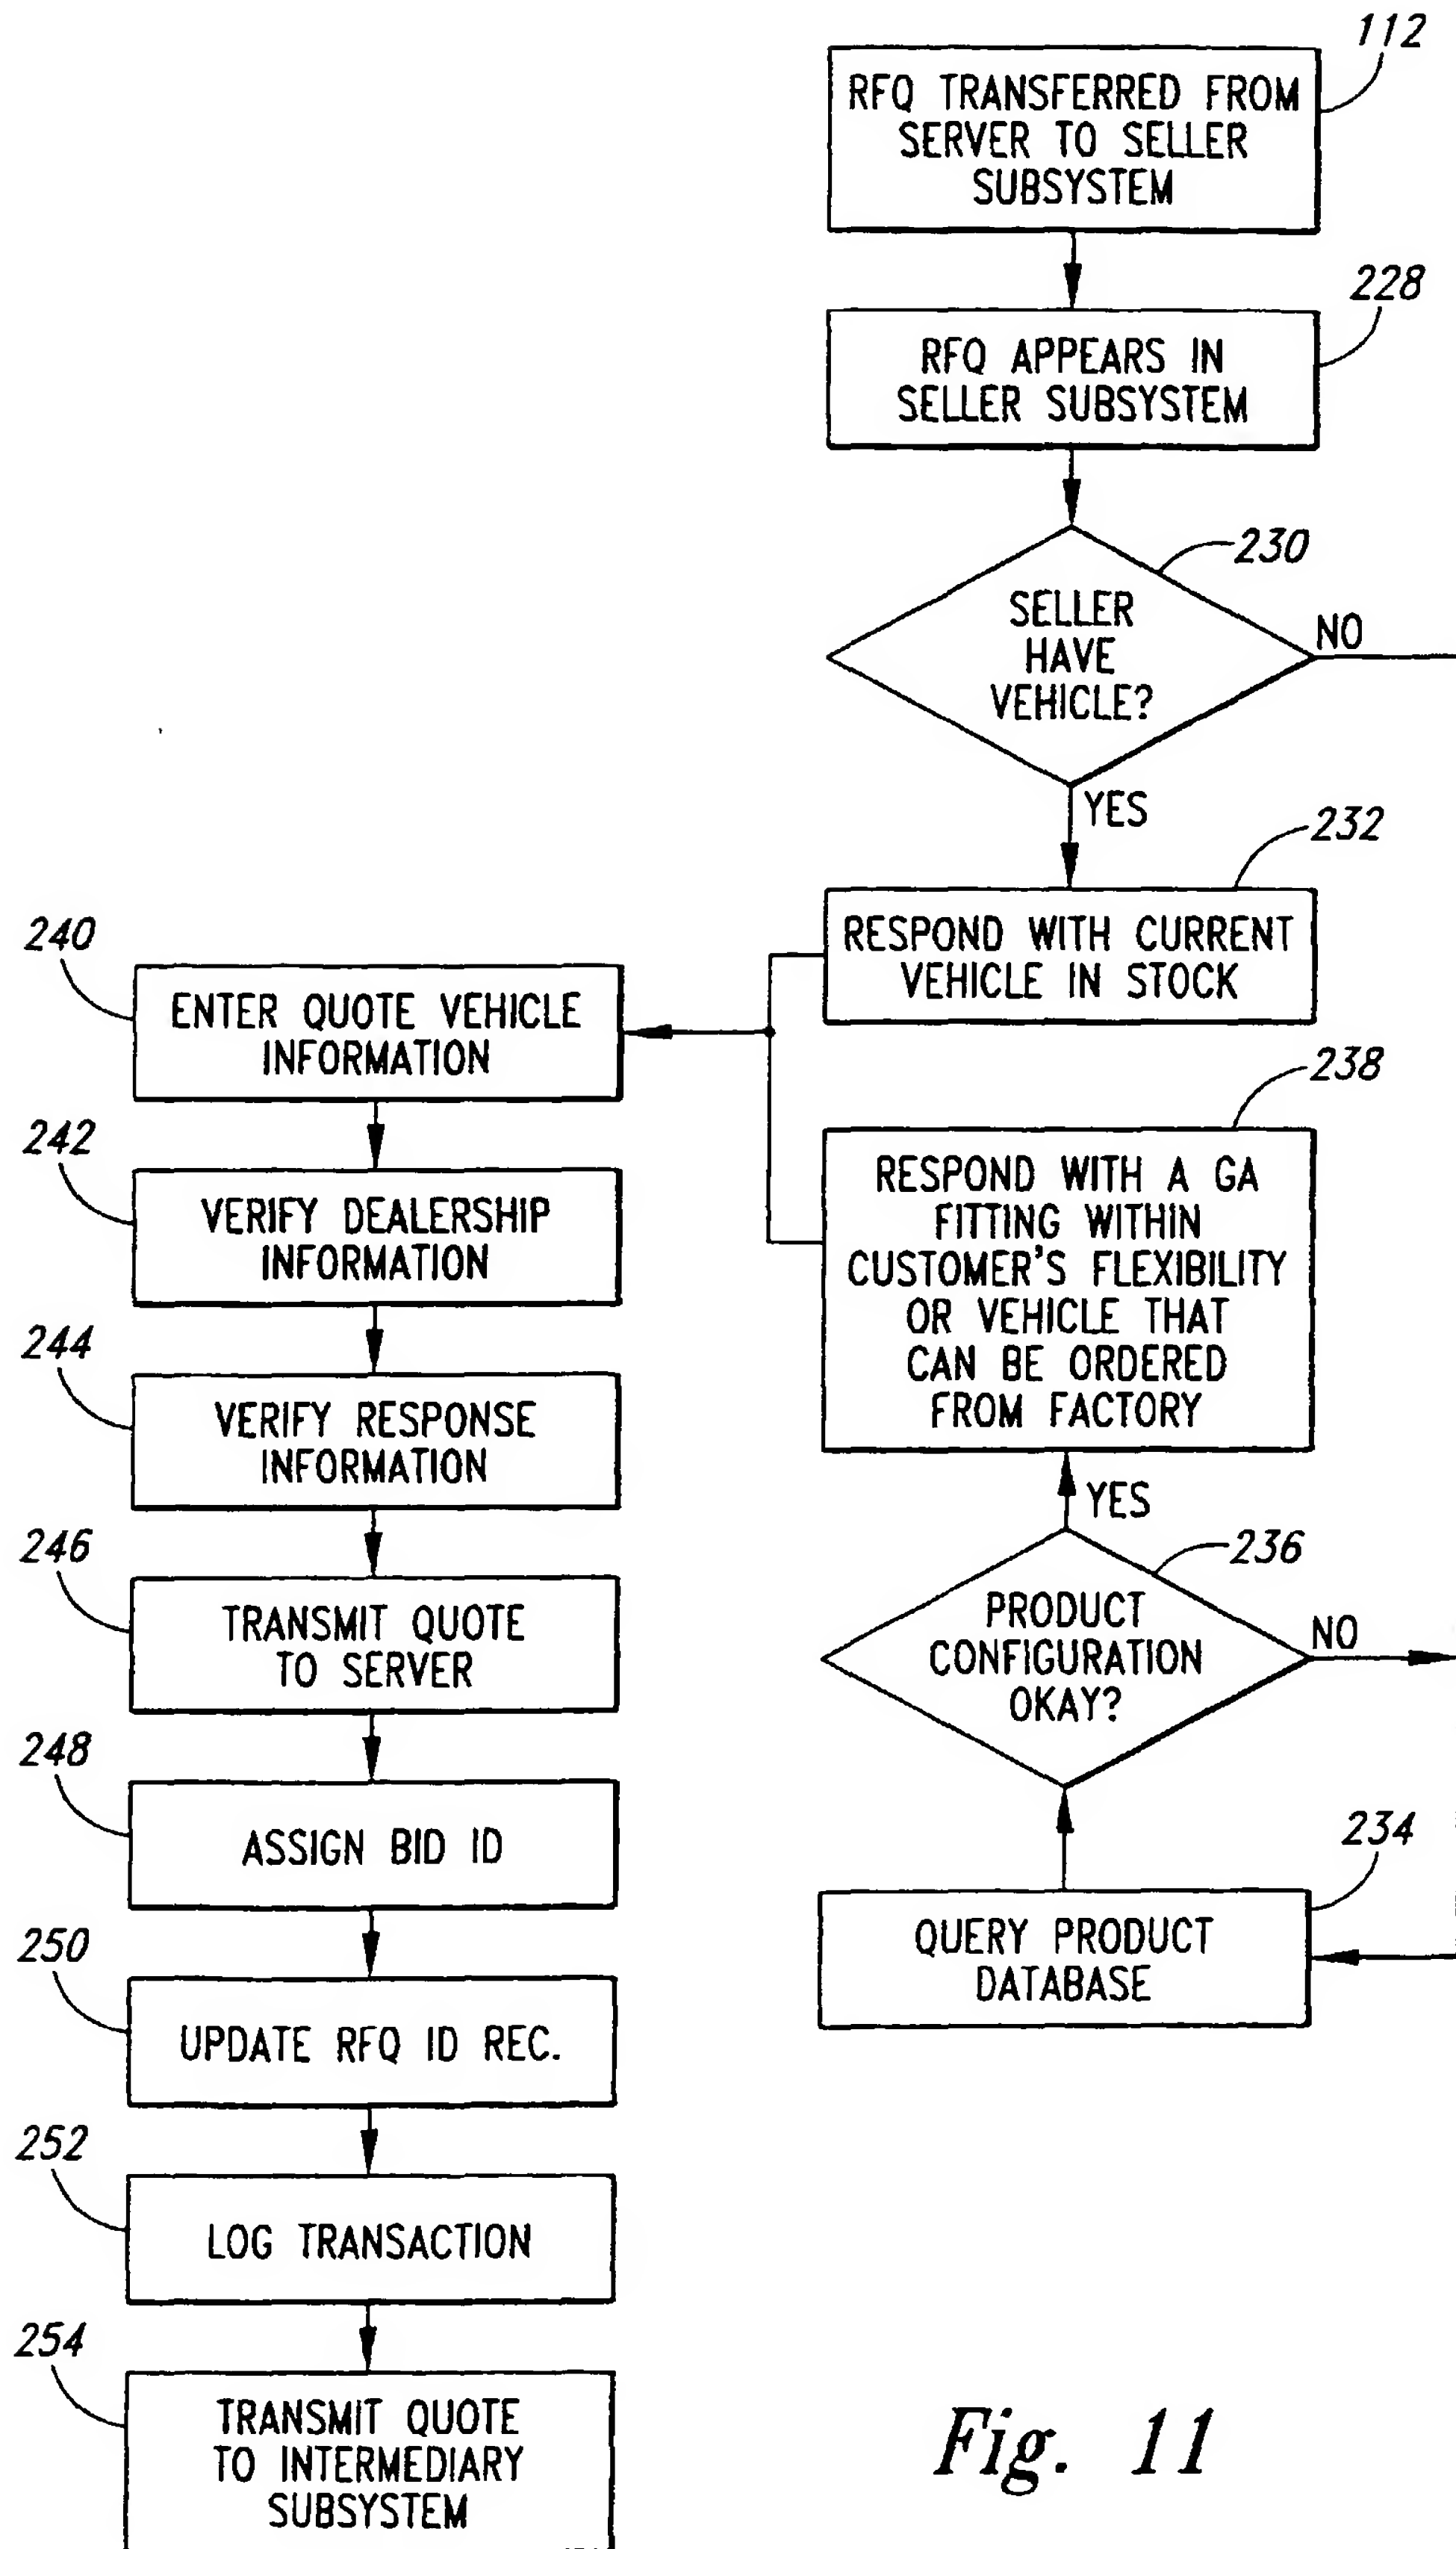 112
RFQ TRANSFERRED FROM
SERVER TO SELLER
SUBSYSTEM
228
RFQ APPEARS IN
SELLER SUBSYSTEM
230
SELLER
HAVE
VEHICLE?
NO
YES
232
RESPOND WITH CURRENT
VEHICLE IN STOCK
238
RESPOND WITH A GA
FITTING WITHIN
CUSTOMER'S FLEXIBILITY
OR VEHICLE THAT
CAN BE ORDERED
FROM FACTORY
YES
236
PRODUCT
CONFIGURATION
OKAY?
NO
234
QUERY PRODUCT
DATABASE
240
ENTER QUOTE VEHICLE
INFORMATION
242
VERIFY DEALERSHIP
INFORMATION
244
VERIFY RESPONSE
INFORMATION
246
TRANSMIT QUOTE
TO SERVER
248
ASSIGN BID ID
250
UPDATE RFQ ID REC.
252
LOG TRANSACTION
254
TRANSMIT QUOTE
TO INTERMEDIARY
SUBSYSTEM
Fig. 11